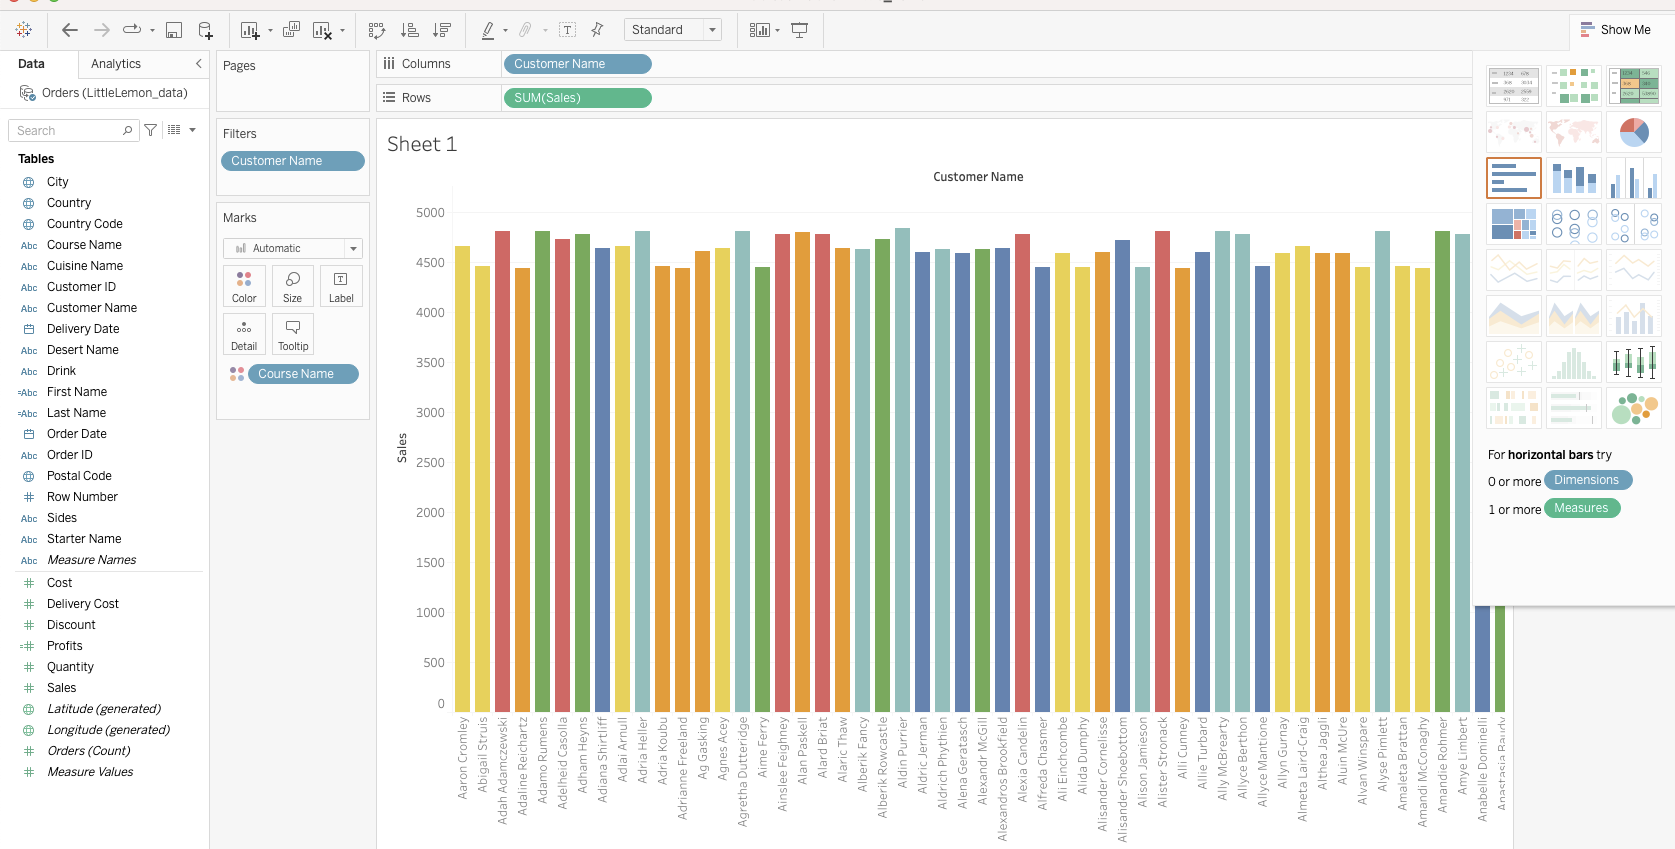 Standard
Show Me
Data
Analytics
Orders (LittleLemon_data)
Search
Tables
City
Country
Country Code
Course Name
Cuisine Name
Customer ID
Customer Name
Delivery Date
Desert Name
Drink
First Name
Last Name
Order Date
Order ID
Postal Code
Row Number
Sides
Starter Name
Measure Names
Cost
Delivery Cost
Discount
Profits
Quantity
Sales
Latitude (generated)
Longitude (generated)
Orders (Count)
Measure Values
Pages
Filters
Customer Name
Marks
Automatic
Color
Size
Label
Detail
Tooltip
Course Name
Columns
Customer Name
Rows
SUM(Sales)
Sheet 1
Customer Name
Sales
5000
4500
4000
3500
3000
2500
2000
1500
1000
500
0
Aaron Cromley
Abigail Struis
Adah Adamczewski
Adaline Reichartz
Adamo Rumens
Adelheid Casolla
Adham Heyns
Adiana Shirtliff
Adlai Arnull
Adria Heller
Adria Koubu
Adrianne Freeland
Ag Gasking
Agnes Acey
Agretha Dutteridge
Aime Ferry
Ainslee Feighney
Alan Paskell
Alard Briat
Alaric Thaw
Alberik Fancy
Alberik Rowcastle
Aldin Purrier
Aldric Jerman
Aldrich Phythien
Alena Geratasch
Alexandr McGill
Alexandros Brookfield
Alexia Candelin
Alfreda Chasmer
Ali Einchcombe
Alida Dumphy
Alisander Cornelisse
Alisander Shoebottom
Alison Jamieson
Alister Stronack
Alli Cunney
Allie Turbard
Ally McBrearty
Allyce Berthon
Allyce Mantione
Allyn Gurnay
Almeta Laird-Craig
Althea Jaggli
Aluin McUre
Alvan Winspare
Alyse Pimlett
Amaleta Brattan
Amandi McConaghy
Amandie Rohmer
Amye Limbert
Anabelle Dominelli
Anastasia
For horizontal bars try
0 or more Dimensions
1 or more Measures